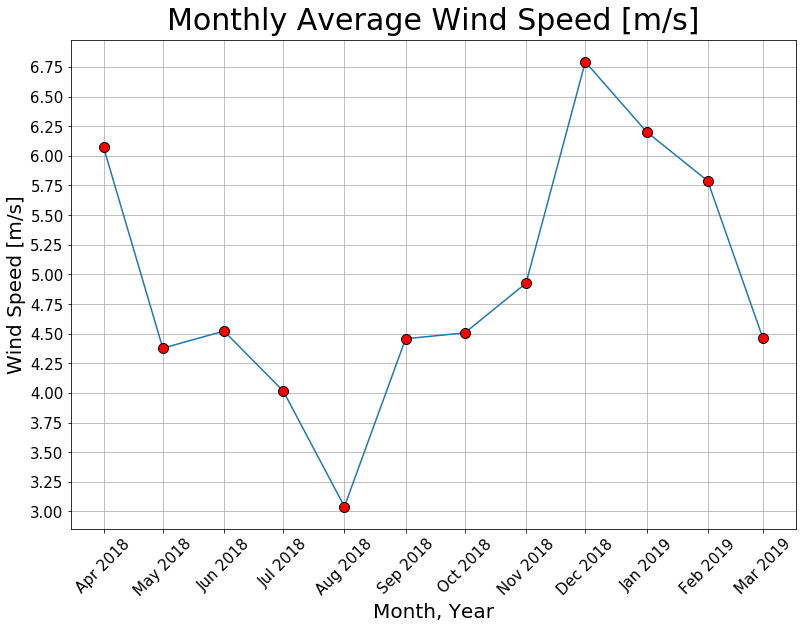 Monthly Average Wind Speed [m/s]
Wind Speed [m/s]
6.75
6.50
6.25
6.00
5.75
5.50
5.25
5.00
4.75
4.50
4.25
4.00
3.75
3.50
3.25
3.00
Apr 2018
May 2018
Jun 2018
Jul 2018
Aug 2018
Sep 2018
Oct 2018
Nov 2018
Dec 2018
Jan 2019
Feb 2019
Mar 2019
Month, Year